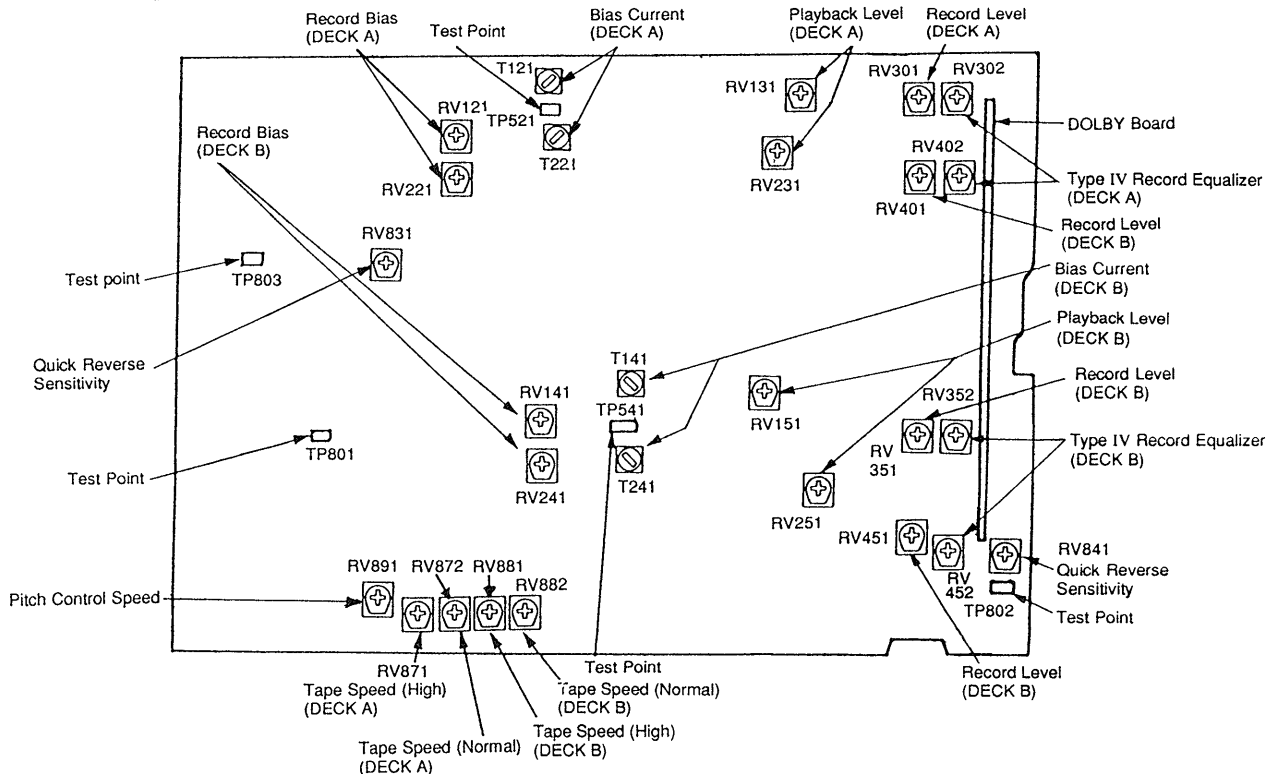 Record Bias
(DECK A)
Test Point
Bias Current
(DECK A)
Playback Level
(DECK A)
Record Level
(DECK A)
T121
RV131
RV301
RV302
RV121
TP521
DOLBY Board
Record Bias
(DECK B)
T221
RV402
RV221
RV231
Type IV Record Equalizer
(DECK A)
RV401
Record Level
(DECK B)
RV831
Test point
TP803
Bias Current
(DECK B)
Playback Level
(DECK B)
Quick Reverse
Sensitivity
T141
Record Level
(DECK B)
RV141
TP541
RV352
RV151
Type IV Record Equalizer
(DECK B)
TP801
RV
351
Test Point
RV241
T241
RV251
RV451
RV841
Quick Reverse
Sensitivity
RV891
RV872
RV881
RV882
RV
452
Pitch Control Speed
TP802
Test Point
RV871
Test Point
Record Level
(DECK B)
Tape Speed (High)
(DECK A)
Tape Speed (Normal)
(DECK B)
Tape Speed (High)
(DECK B)
Tape Speed (Normal)
(DECK A)